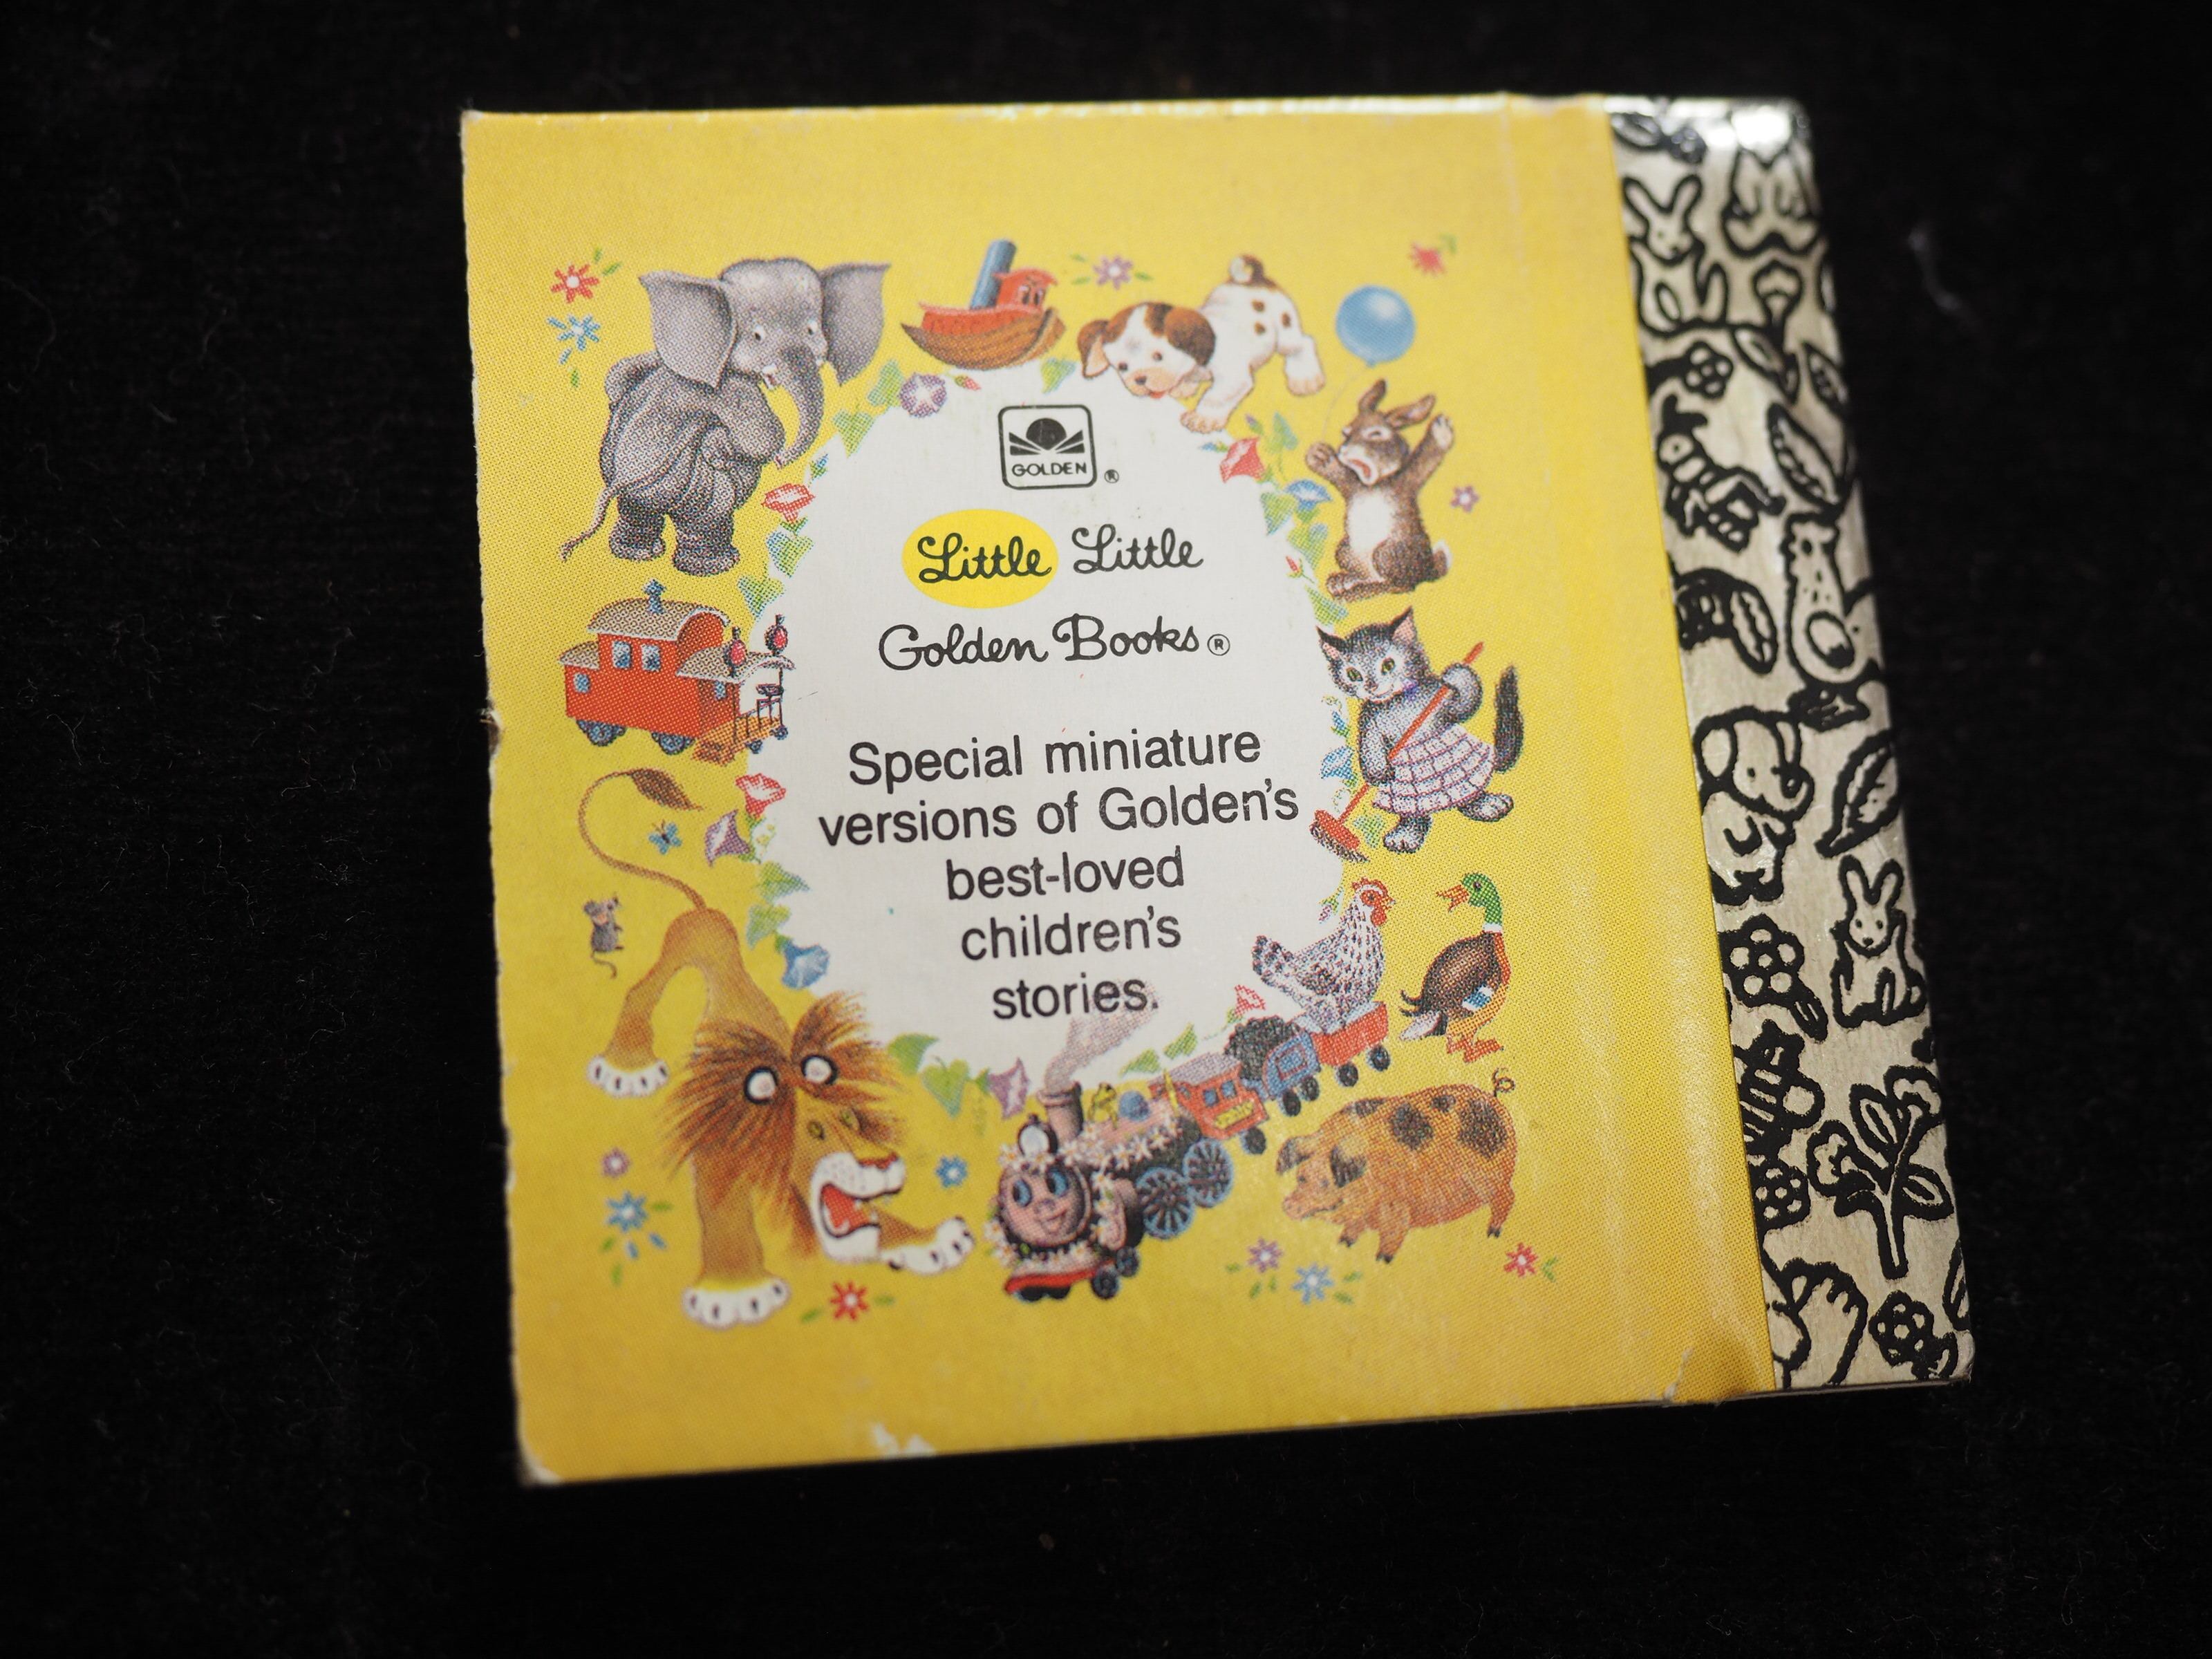 GOLDEN ®
Little Little
Golden Books®
Special miniature
versions of Golden's
best-loved
children's
stories.